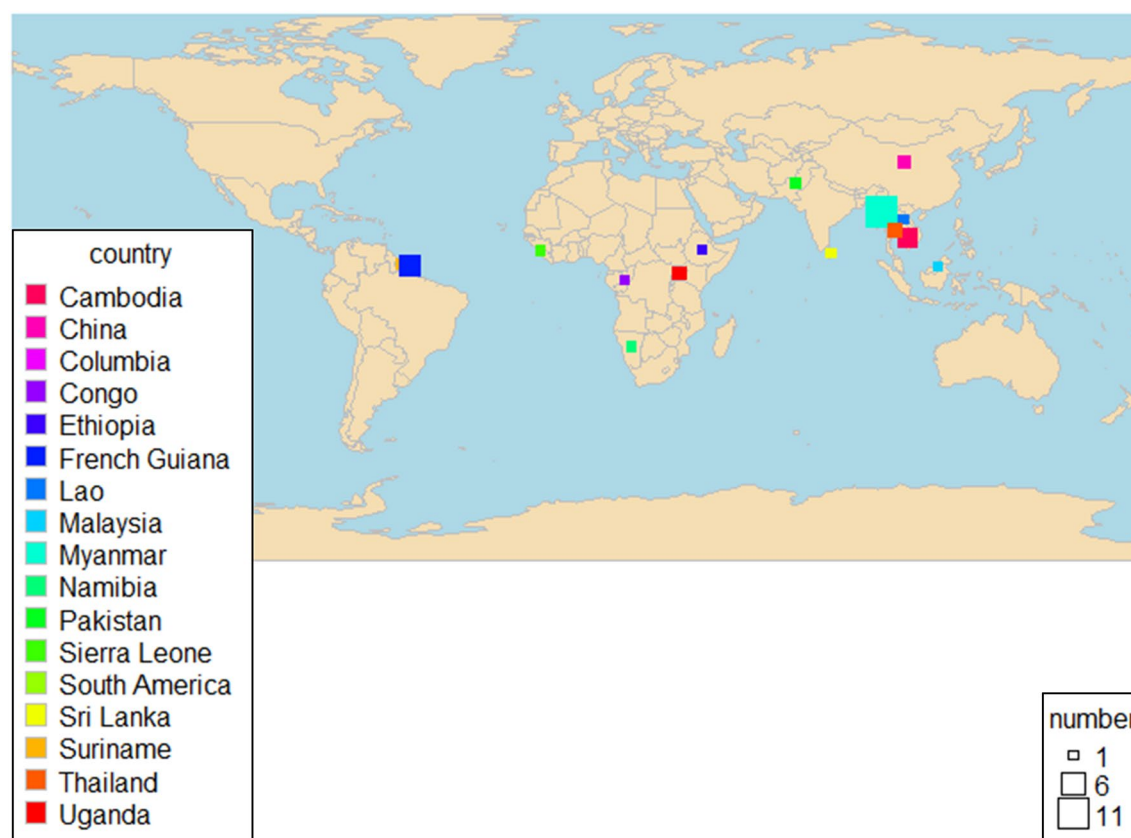 country
Cambodia
China
Columbia
Congo
Ethiopia
French Guiana
Lao
Malaysia
Myanmar
Namibia
Pakistan
Sierra Leone
South America
Sri Lanka
Suriname
Thailand
Uganda
number
1
6
11